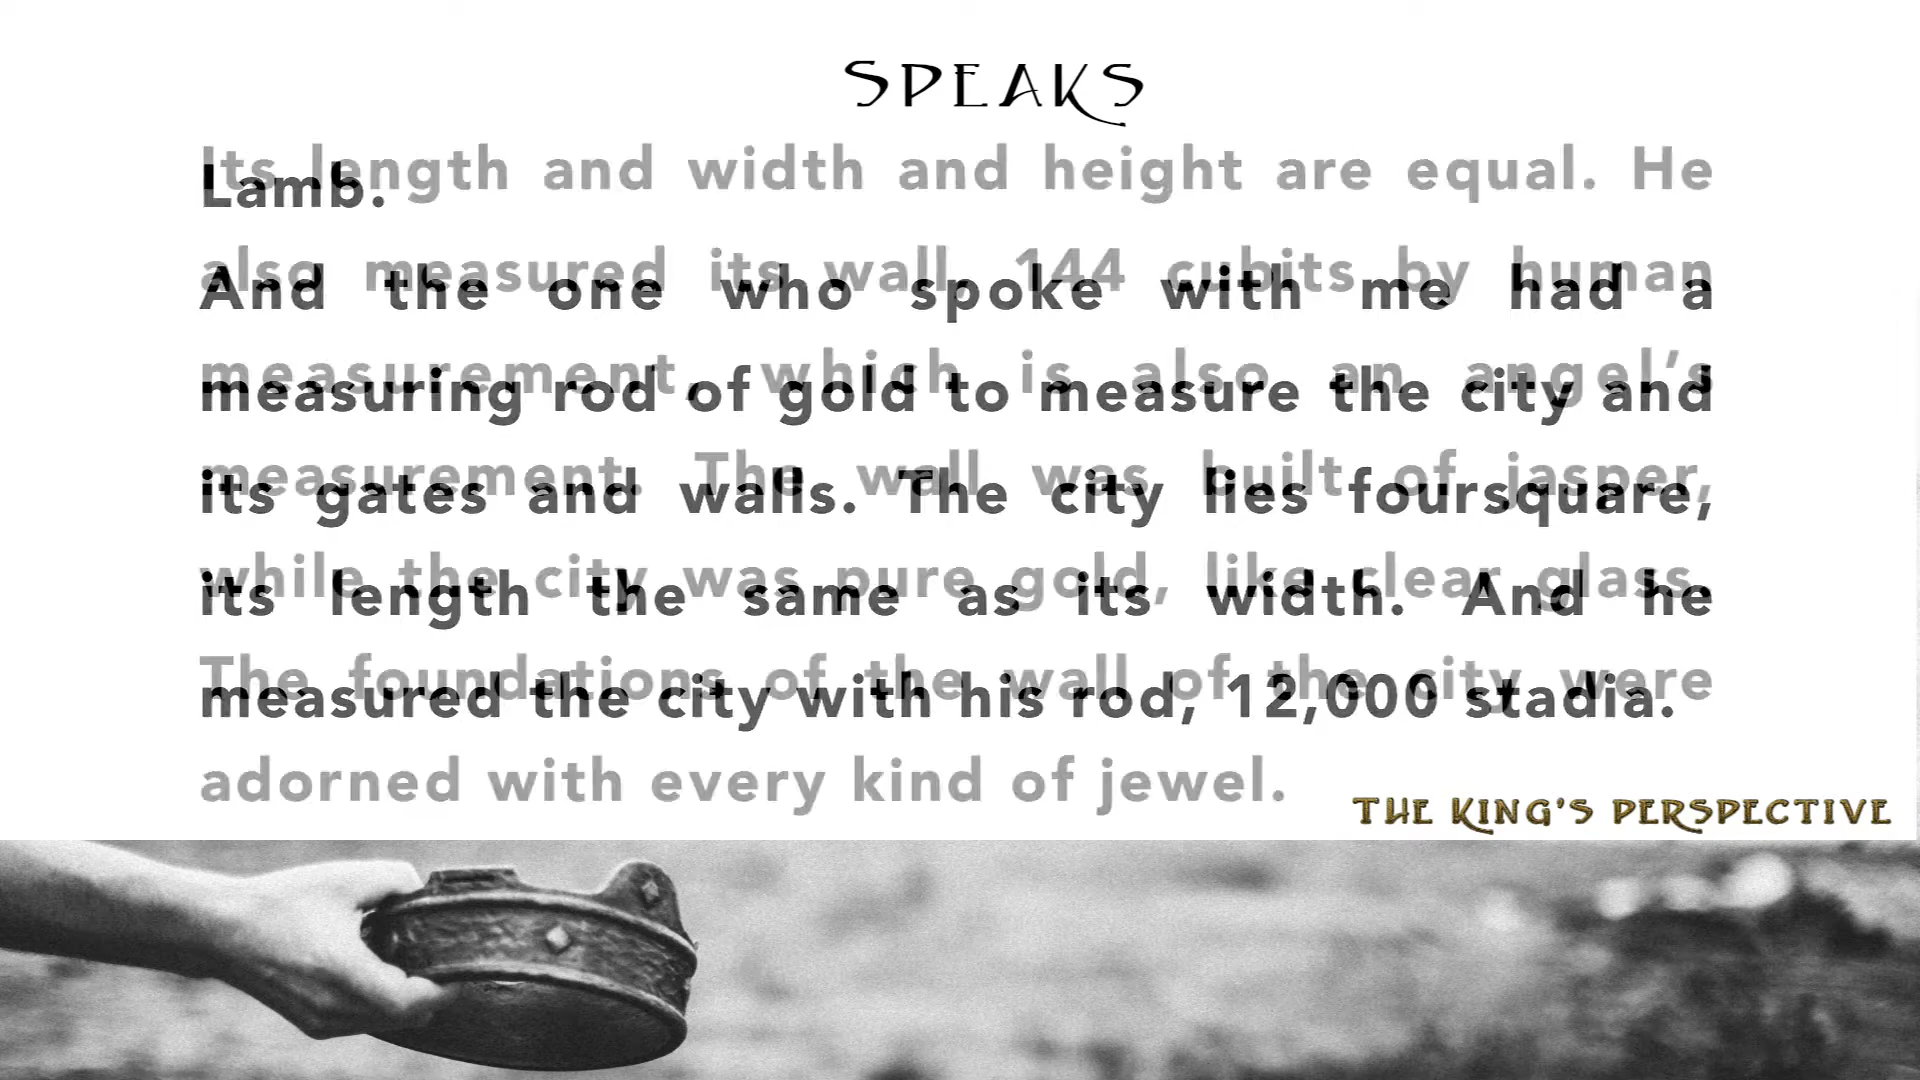 SPEAKS
Lamb.
And the one who spoke with me had a
measuring rod of gold to measure the city and
its gates and walls. The city lies foursquare,
its length the same as its width. And he
measured the city with his rod, 12,000 stadia.
Its length and width and height are equal. He
also measured its wall, 144 cubits by human
measurement, which is also an angel’s
measurement. The wall was built of jasper,
while the city was pure gold, like clear glass.
The foundations of the wall of the city were
adorned with every kind of jewel.
THE KING'S PERSPECTIVE